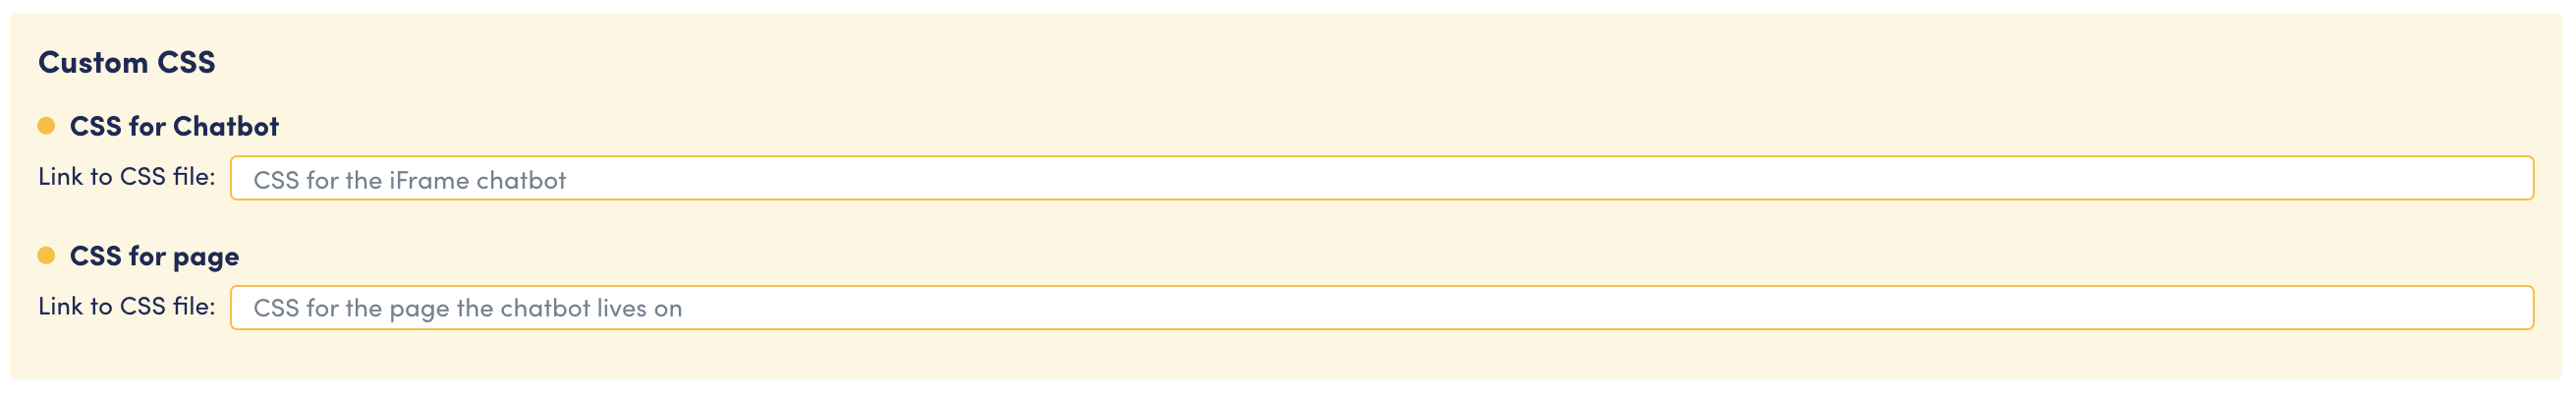 Custom CSS
CSS for Chatbot
Link to CSS file: CSS for the iFrame chatbot
CSS for page
Link to CSS file: CSS for the page the chatbot lives on